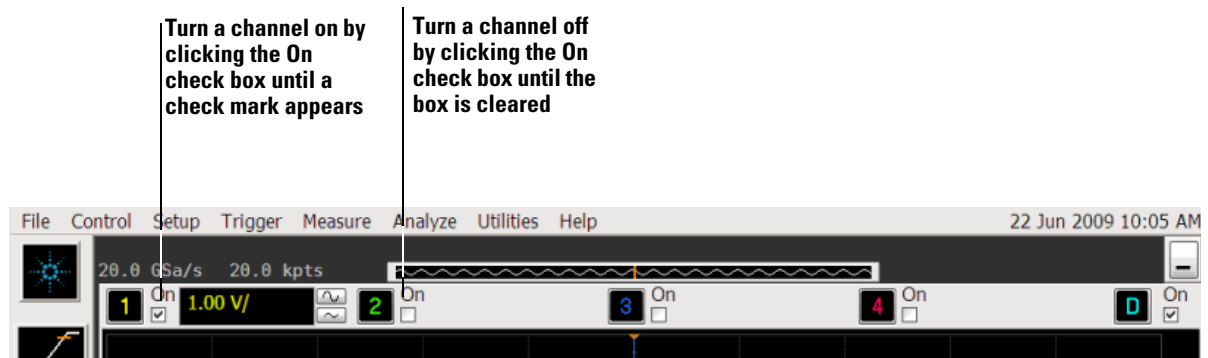 Turn a channel on by
clicking the On
check box until a
check mark appears
Turn a channel off
by clicking the On
check box until the
box is cleared
File Control Setup Trigger Measure Analyze Utilities Help 22 Jun 2009 10:05 AM
20.0 GSa/s 20.0 kpts
1 On 1.00 V/ 2 On 3 On 4 On D On